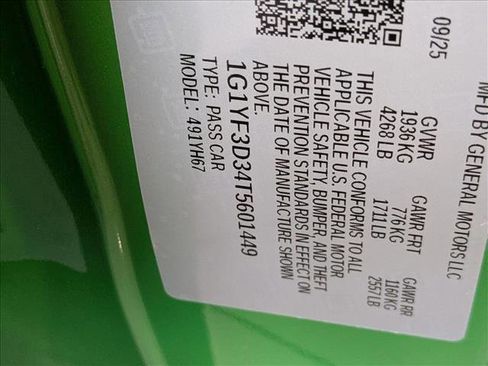 MFD BY GENERAL MOTORS LLC
09/25
GVWR
1936 KG
4268 LB
GAWR FRT
776 KG
1711 LB
GAWR RR
1160 KG
2557 LB
THIS VEHICLE CONFORMS TO ALL
APPLICABLE U.S. FEDERAL MOTOR
VEHICLE SAFETY, BUMPER, AND THEFT
PREVENTION STANDARDS IN EFFECT ON
THE DATE OF MANUFACTURE SHOWN
ABOVE.
1G1YF3D34T5601449
TYPE: PASS CAR
MODEL: 491YH67